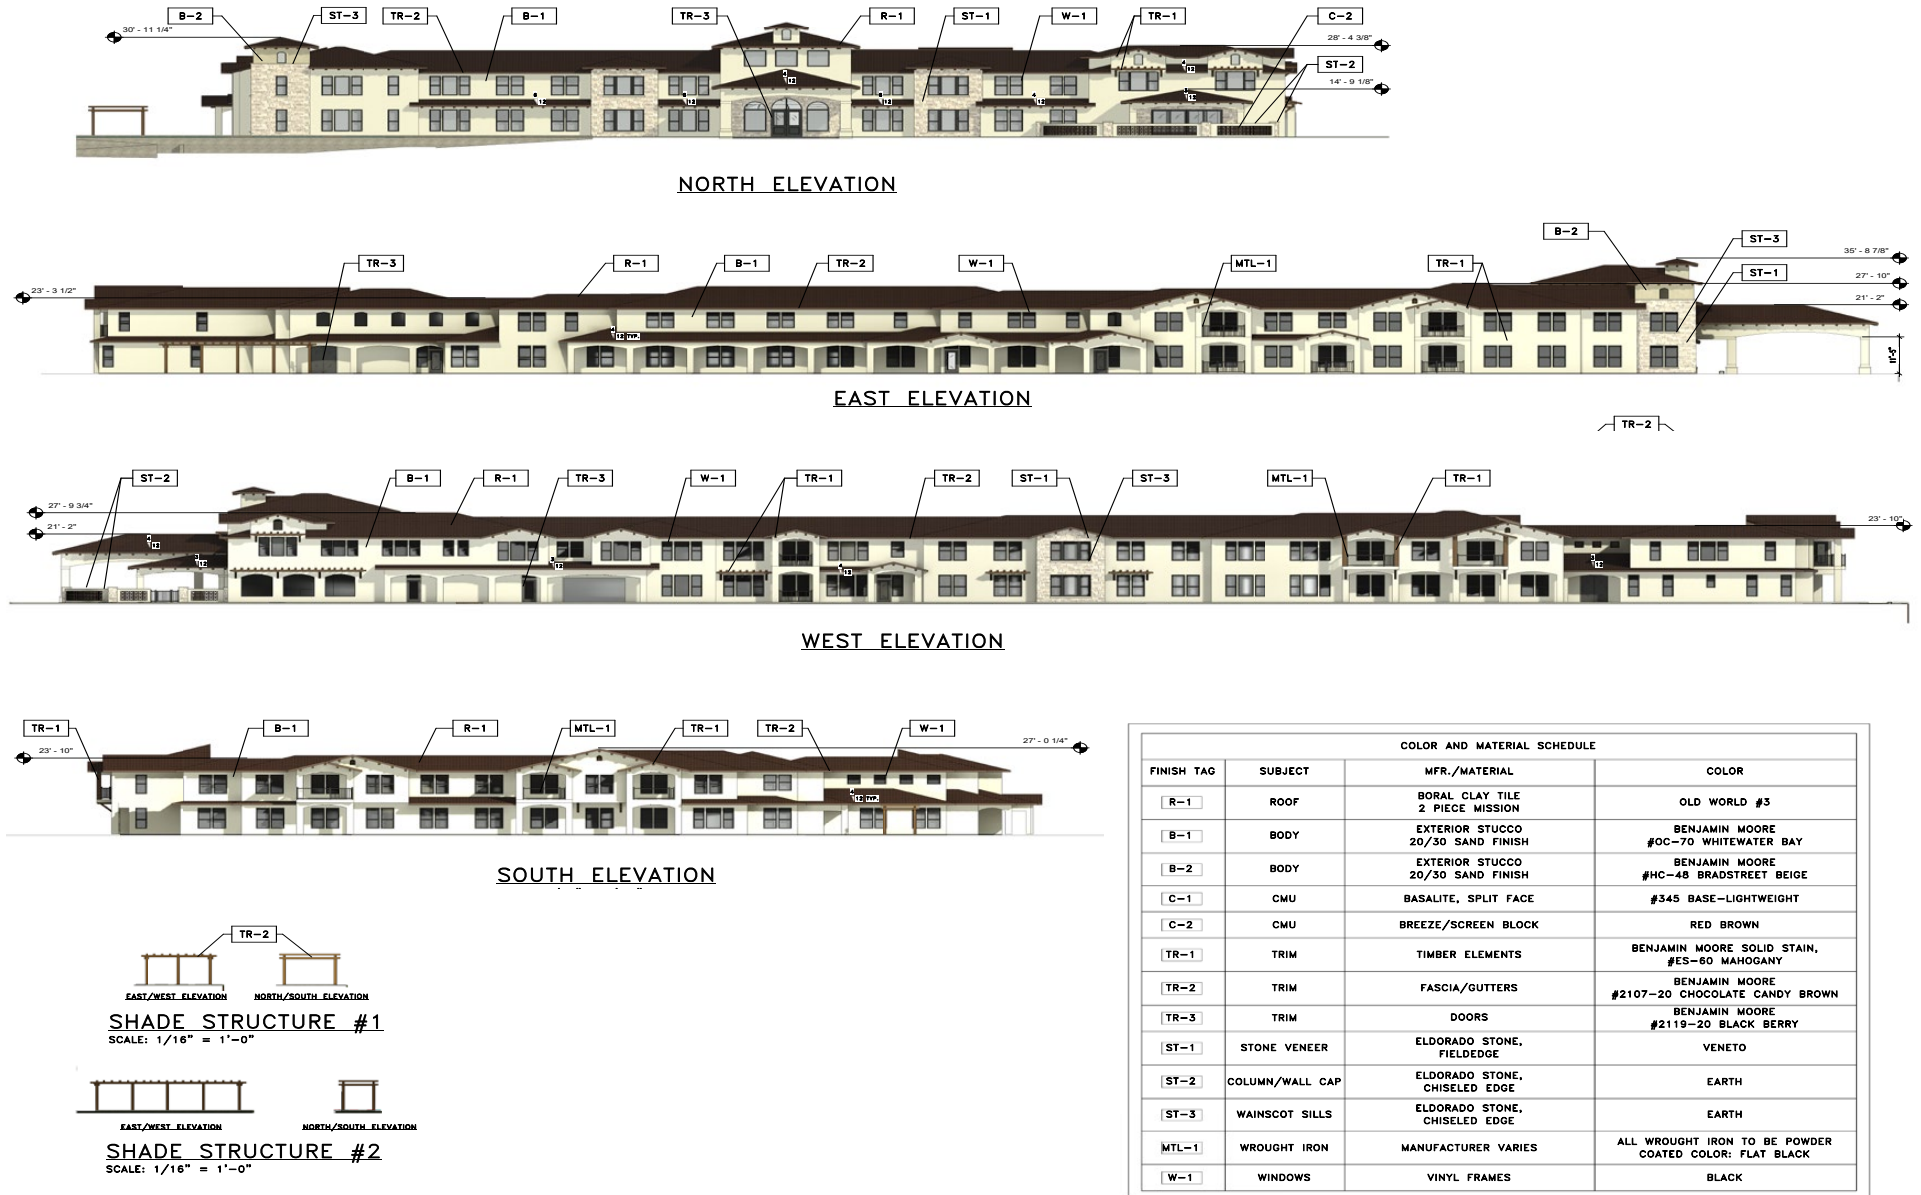 B-2
ST-3
TR-2
B-1
TR-3
R-1
ST-1
W-1
TR-1
C-2
30' - 11 1/4"
28' - 4 3/8"
ST-2
14' - 9 1/8"
NORTH ELEVATION
B-2
ST-3
35' - 8 7/8"
TR-3
R-1
B-1
TR-2
W-1
MTL-1
TR-1
ST-1
27' - 10"
23' - 3 1/2"
21' - 2"
12 TYP.
EAST ELEVATION
TR-2
ST-2
B-1
R-1
TR-3
W-1
TR-1
TR-2
ST-1
ST-3
MTL-1
TR-1
27' - 9 3/4"
21' - 2"
23' - 10"
WEST ELEVATION
TR-1
B-1
R-1
MTL-1
TR-1
TR-2
W-1
23' - 10"
27' - 0 1/4"
12 TYP.
SOUTH ELEVATION
TR-2
EAST/WEST ELEVATION
NORTH/SOUTH ELEVATION
SHADE STRUCTURE #1
SCALE: 1/16" = 1'-0"
EAST/WEST ELEVATION
NORTH/SOUTH ELEVATION
SHADE STRUCTURE #2
SCALE: 1/16" = 1'-0"
COLOR AND MATERIAL SCHEDULE
FINISH TAG SUBJECT MFR./MATERIAL COLOR
R-1 ROOF BORAL CLAY TILE 2 PIECE MISSION OLD WORLD #3
B-1 BODY EXTERIOR STUCCO 20/30 SAND FINISH BENJAMIN MOORE #OC-70 WHITEWATER BAY
B-2 BODY EXTERIOR STUCCO 20/30 SAND FINISH BENJAMIN MOORE #HC-48 BRADSTREET BEIGE
C-1 CMU BASALITE, SPLIT FACE #345 BASE-LIGHTWEIGHT
C-2 CMU BREEZE/SCREEN BLOCK RED BROWN
TR-1 TRIM TIMBER ELEMENTS BENJAMIN MOORE SOLID STAIN, #ES-60 MAHOGANY
TR-2 TRIM FASCIA/GUTTERS BENJAMIN MOORE #2107-20 CHOCOLATE CANDY BROWN
TR-3 TRIM DOORS BENJAMIN MOORE #2119-20 BLACK BERRY
ST-1 STONE VENEER ELDORADO STONE, FIELDEDGE VENETO
ST-2 COLUMN/WALL CAP ELDORADO STONE, CHISELED EDGE EARTH
ST-3 WAINSCOT SILLS ELDORADO STONE, CHISELED EDGE EARTH
MTL-1 WROUGHT IRON MANUFACTURER VARIES ALL WROUGHT IRON TO BE POWDER COATED COLOR: FLAT BLACK
W-1 WINDOWS VINYL FRAMES BLACK